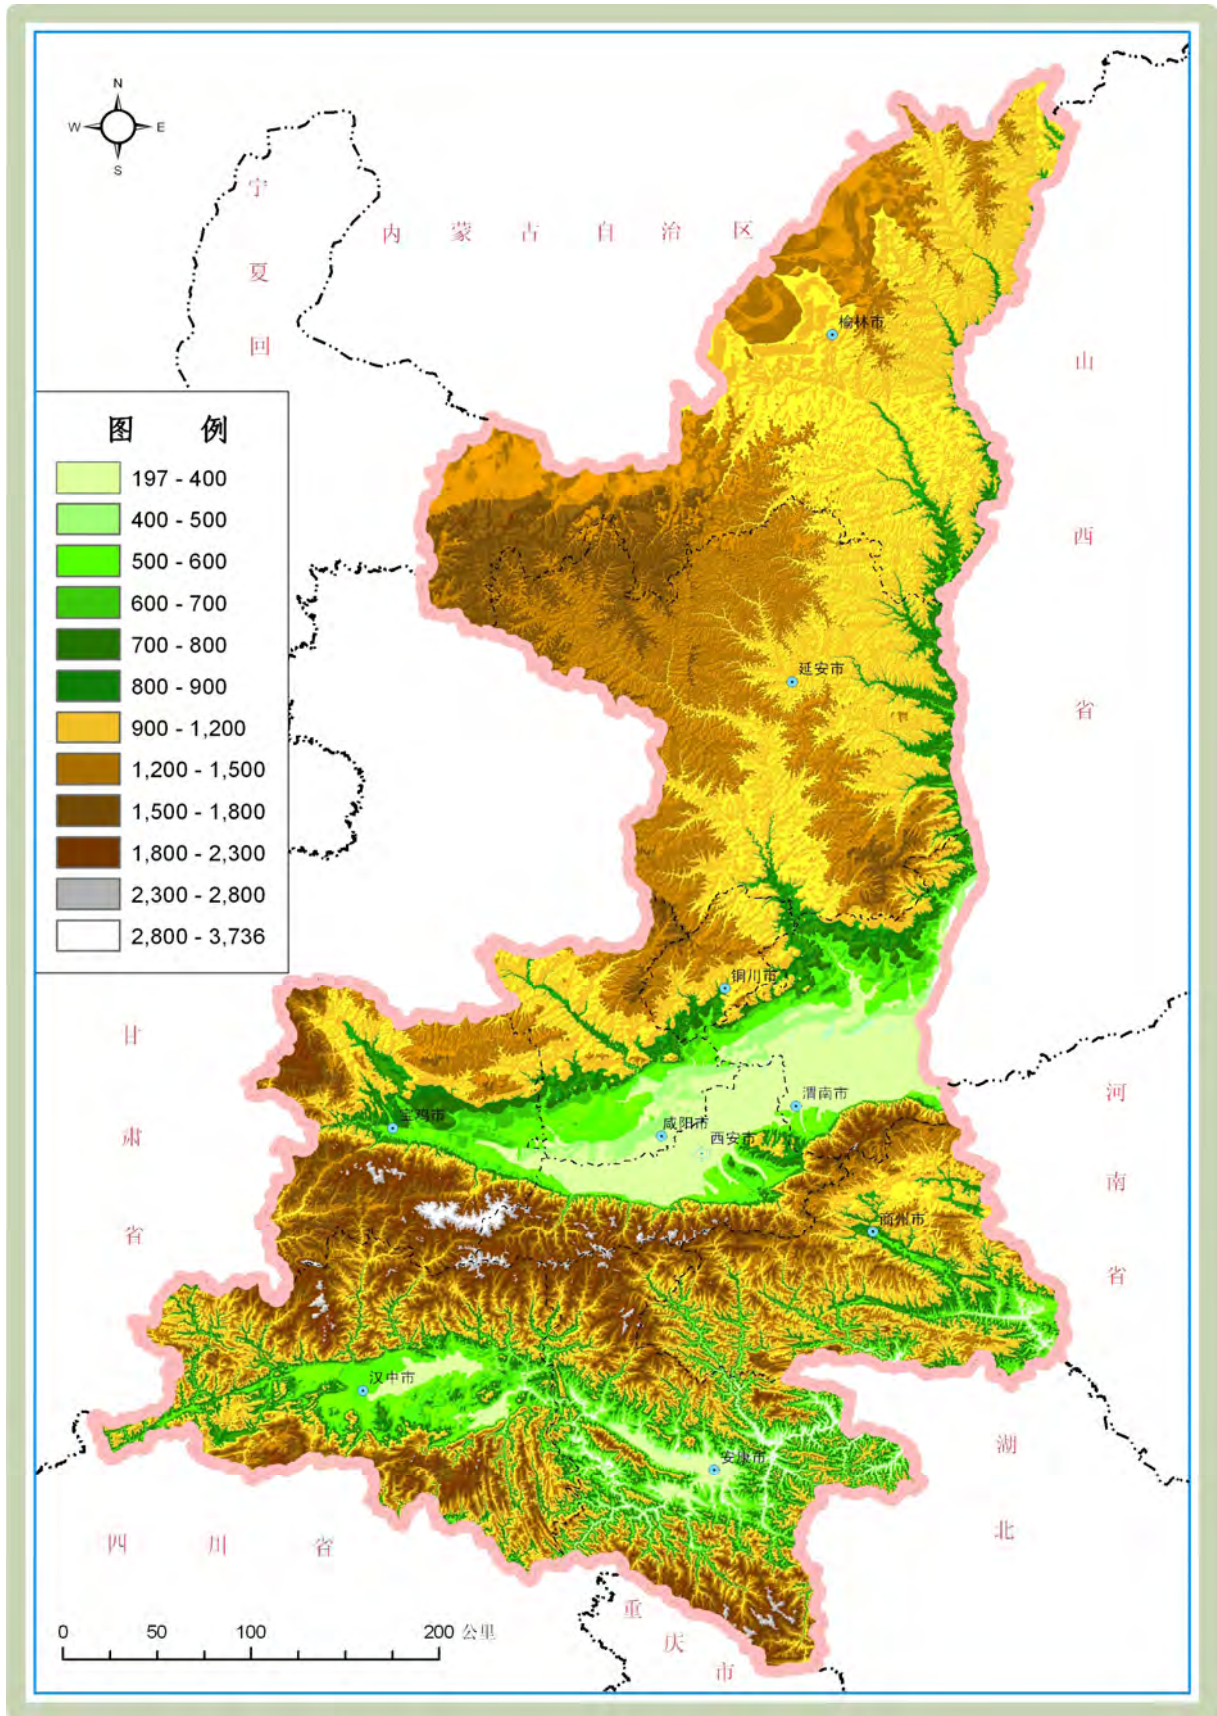 N
W E
S
宁
夏
回
内蒙古自治区
山
西
省
榆林市
图 例
197 - 400
400 - 500
500 - 600
600 - 700
700 - 800
800 - 900
900 - 1,200
1,200 - 1,500
1,500 - 1,800
1,800 - 2,300
2,300 - 2,800
2,800 - 3,736
延安市
铜川市
甘
肃
省
宝鸡市
渭南市
咸阳市
西安市
河
南
省
商州市
汉中市
安康市
湖
北
四川省
重
庆
市
0 50 100 200 公里